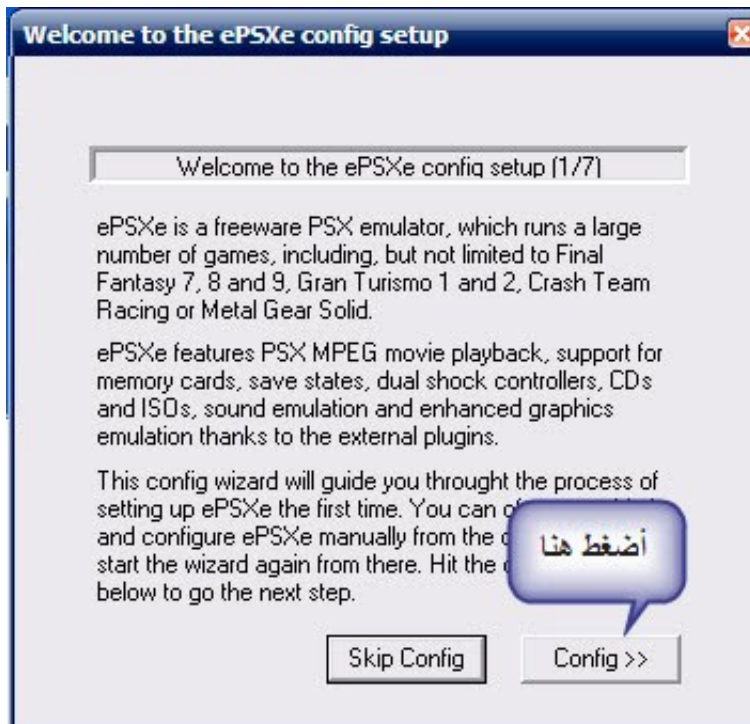 Welcome to the ePSXe config setup
Welcome to the ePSXe config setup (1/7)
ePSXe is a freeware PSX emulator, which runs a large
number of games, including, but not limited to Final
Fantasy 7, 8 and 9, Gran Turismo 1 and 2, Crash Team
Racing or Metal Gear Solid.
ePSXe features PSX MPEG movie playback, support for
memory cards, save states, dual shock controllers, CDs
and ISOs, sound emulation and enhanced graphics
emulation thanks to the external plugins.
This config wizard will guide you throught the process of
setting up ePSXe the first time. You can
and configure ePSXe manually from the
start the wizard again from there. Hit the
below to go the next step.
أضغط هنا
Skip Config
Config >>